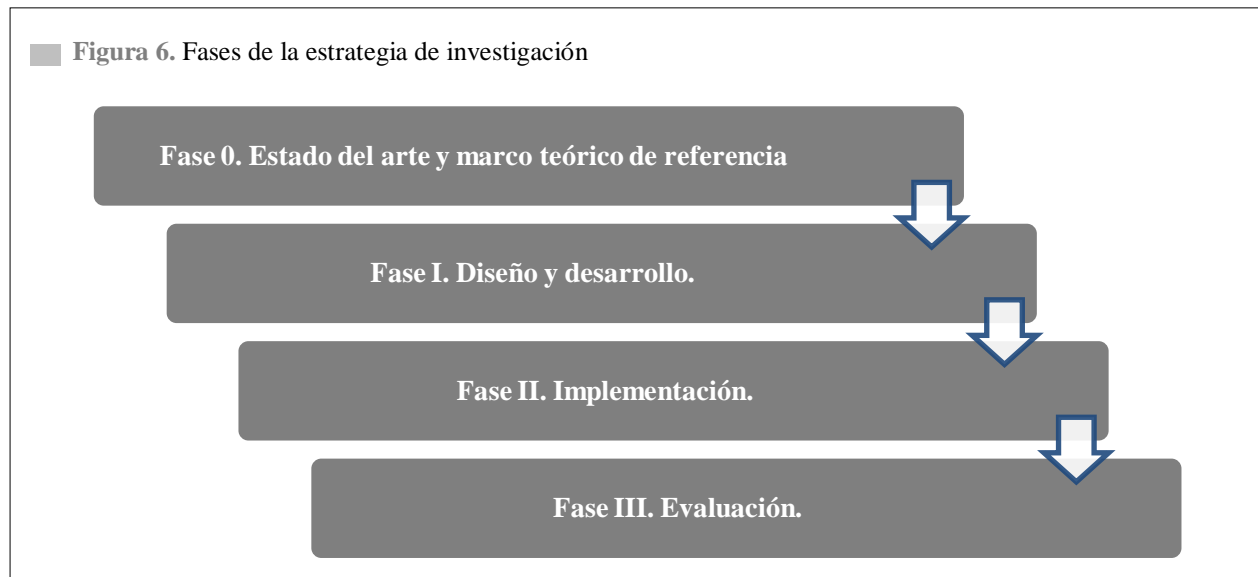 Figura 6. Fases de la estrategia de investigación
Fase 0. Estado del arte y marco teórico de referencia
Fase I. Diseño y desarrollo.
Fase II. Implementación.
Fase III. Evaluación.